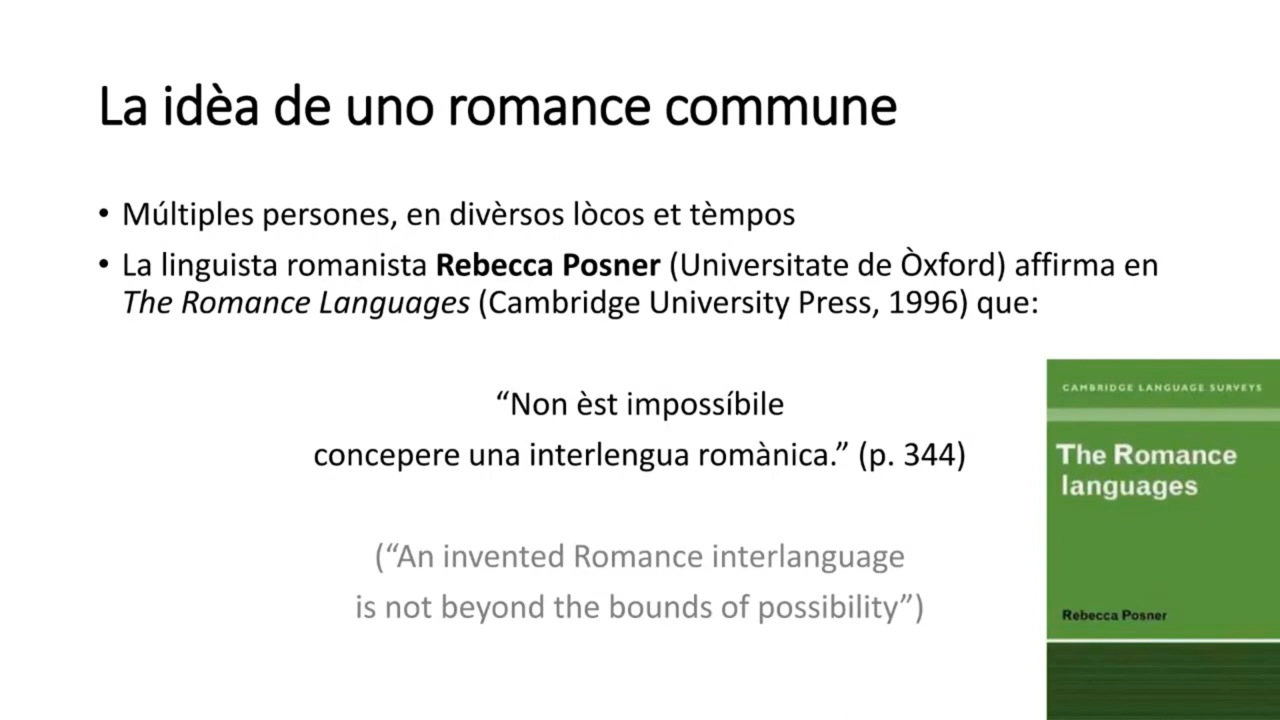 La idèa de uno romance commune
• Múltiples persones, en divèrsos lòcos et tèmpos
• La linguista romanista Rebecca Posner (Universitate de Òxford) affirma en
The Romance Languages (Cambridge University Press, 1996) que:
“Non èst impossíbile
concepere una interlengua romànica.” (p. 344)
(“An invented Romance interlanguage
is not beyond the bounds of possibility”)
CAMBRIDGE LANGUAGE SURVEYS
The Romance
languages
Rebecca Posner